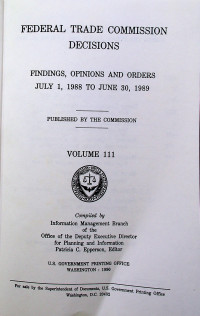 FEDERAL TRADE COMMISSION
DECISIONS
FINDINGS, OPINIONS AND ORDERS
JULY 1, 1988 TO JUNE 30, 1989
PUBLISHED BY THE COMMISSION
VOLUME 111
Compiled by
Information Management Branch
of the
Office of the Deputy Executive Director
for Planning and Information
Patricia C. Epperson, Editor
U.S. GOVERNMENT PRINTING OFFICE
WASHINGTON : 1990
For sale by the Superintendent of Documents, U.S. Government Printing Office
Washington, D.C. 20402